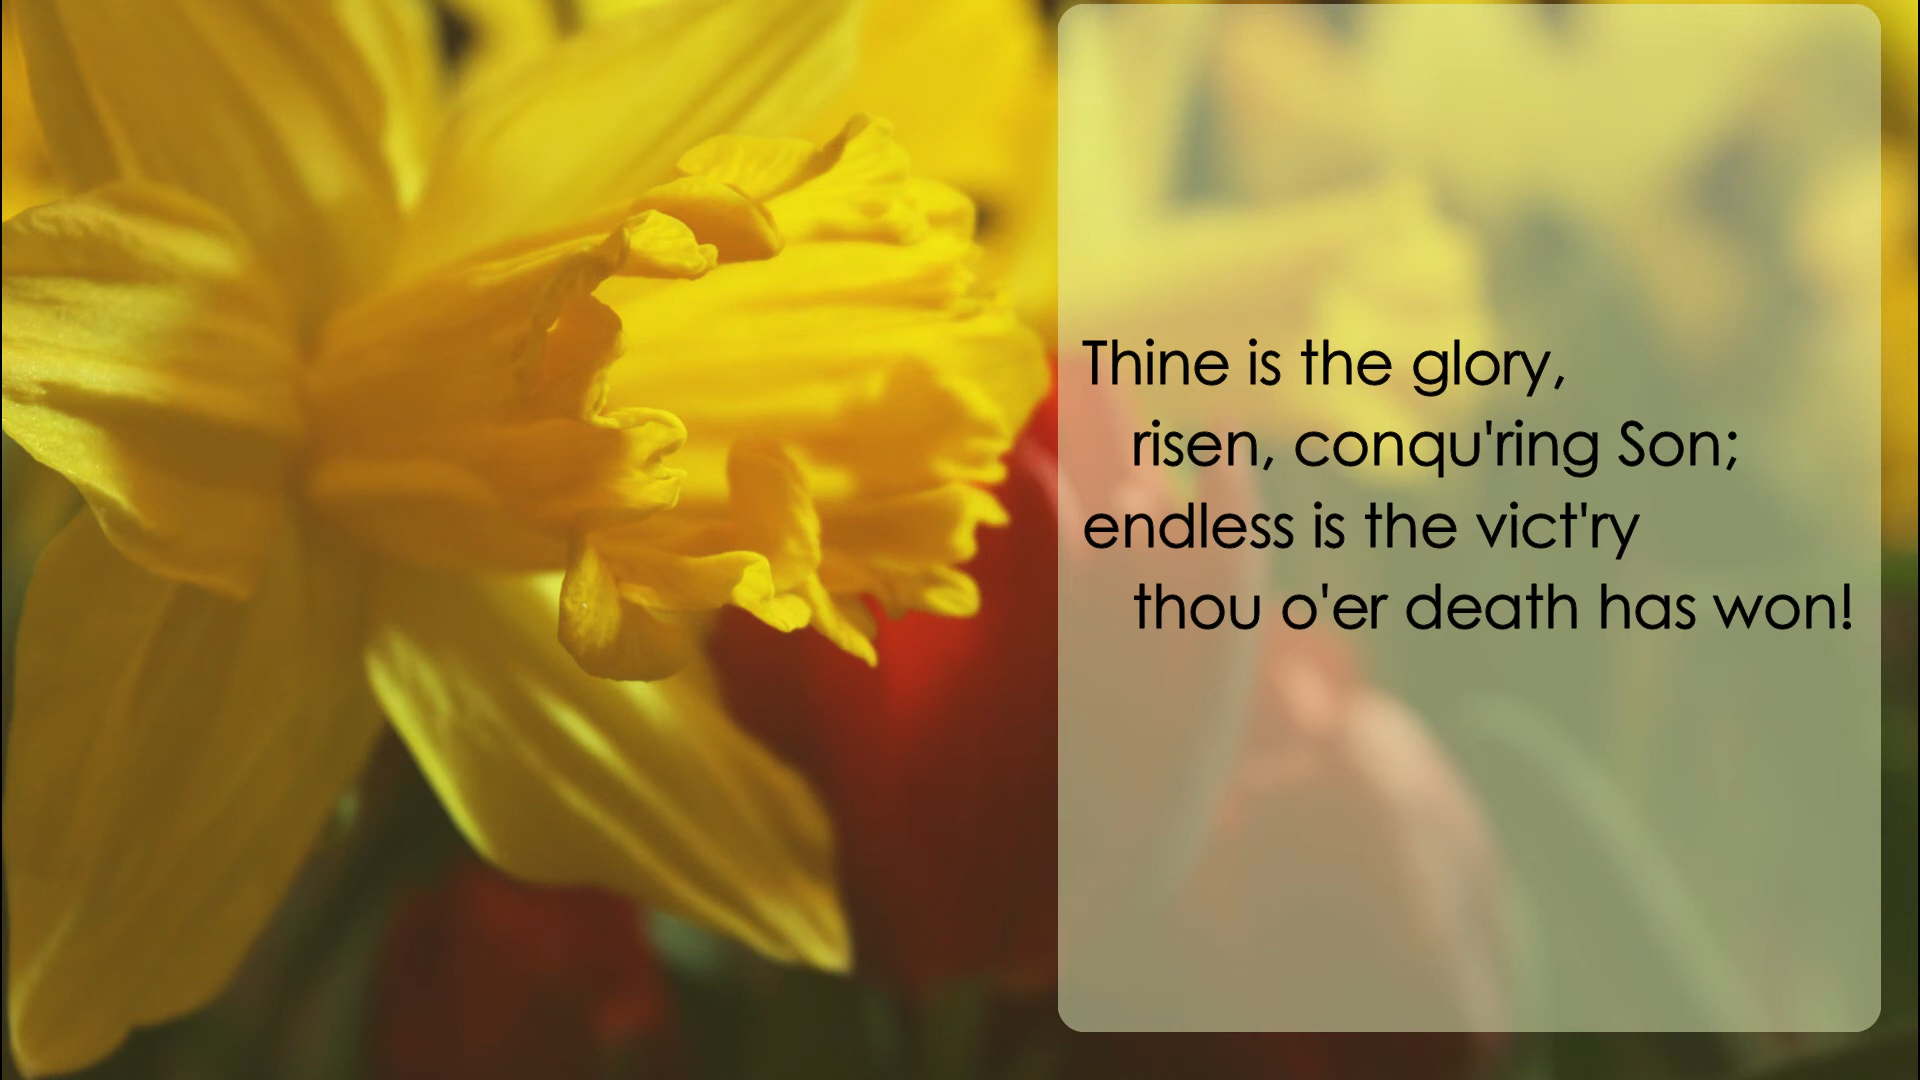 Thine is the glory,
risen, conqu'ring Son;
endless is the vict'ry
thou o'er death has won!